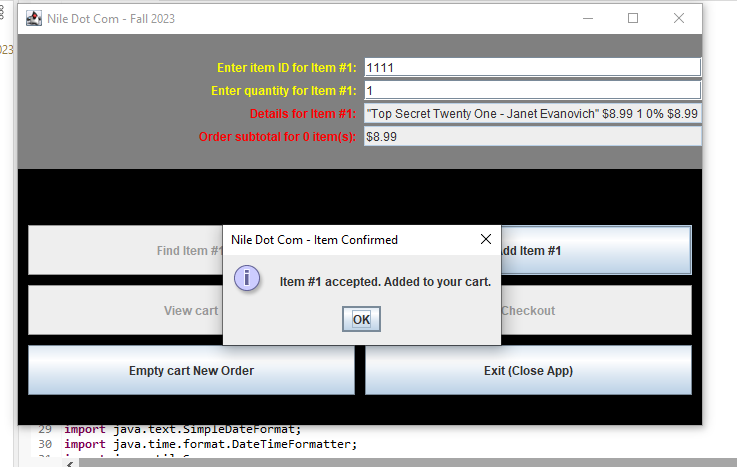 Nile Dot Com - Fall 2023
023
Enter item ID for Item #1: 1111
Enter quantity for Item #1: 1
Details for Item #1: "Top Secret Twenty One - Janet Evanovich" $8.99 1 0% $8.99
Order subtotal for 0 item(s): $8.99
Nile Dot Com - Item Confirmed
Find Item #1
dd Item #1
Item #1 accepted. Added to your cart.
View cart
Checkout
OK
Empty cart New Order
Exit (Close App)
29 import java.text.SimpleDateFormat;
30 import java.time.format.DateTimeFormatter;